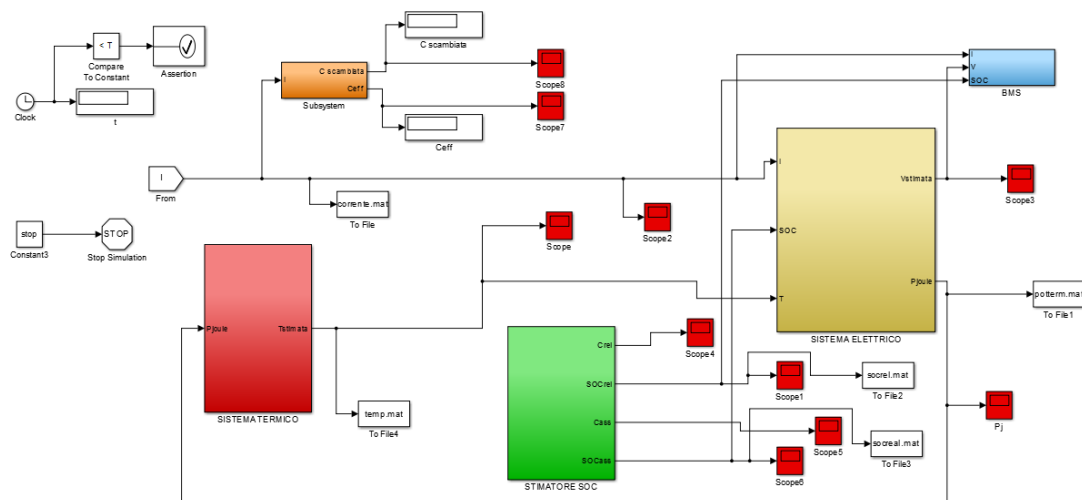 C scambiata
< T
Compare
To Constant
Assertion
Clock
t
I
C scambiata
Ceff
Subsystem
Scope8
Scope7
Ceff
I
V
SOC
BMS
I
From
corrente.mat
To File
Scope2
I
SOC
T
Vstimata
Pjoule
SISTEMA ELETTRICO
Scope3
stop
Constant3
STOP
Stop Simulation
Scope
Pjoule
Tstimata
SISTEMA TERMICO
temp.mat
To File4
Crel
SOCrel
Cass
SOCass
STIMATORE SOC
Scope4
potterm.mat
To File1
Scope1
socrel.mat
To File2
Scope5
socreal.mat
To File3
Scope6
Pj